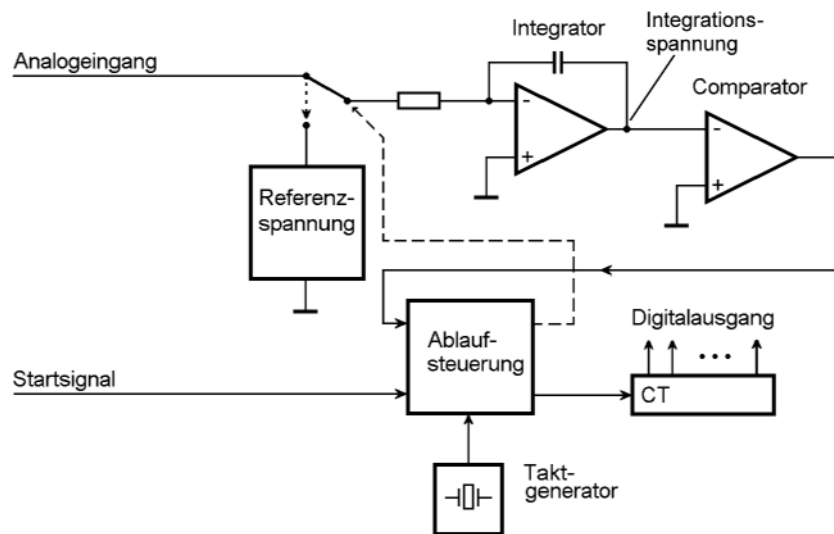 Integrator
Integrations-
spannung
Analogeingang
Comparator
-
+
-
+
Referenz-
spannung
Ablauf-
steuerung
Digitalausgang
Startsignal
CT
Takt-
generator